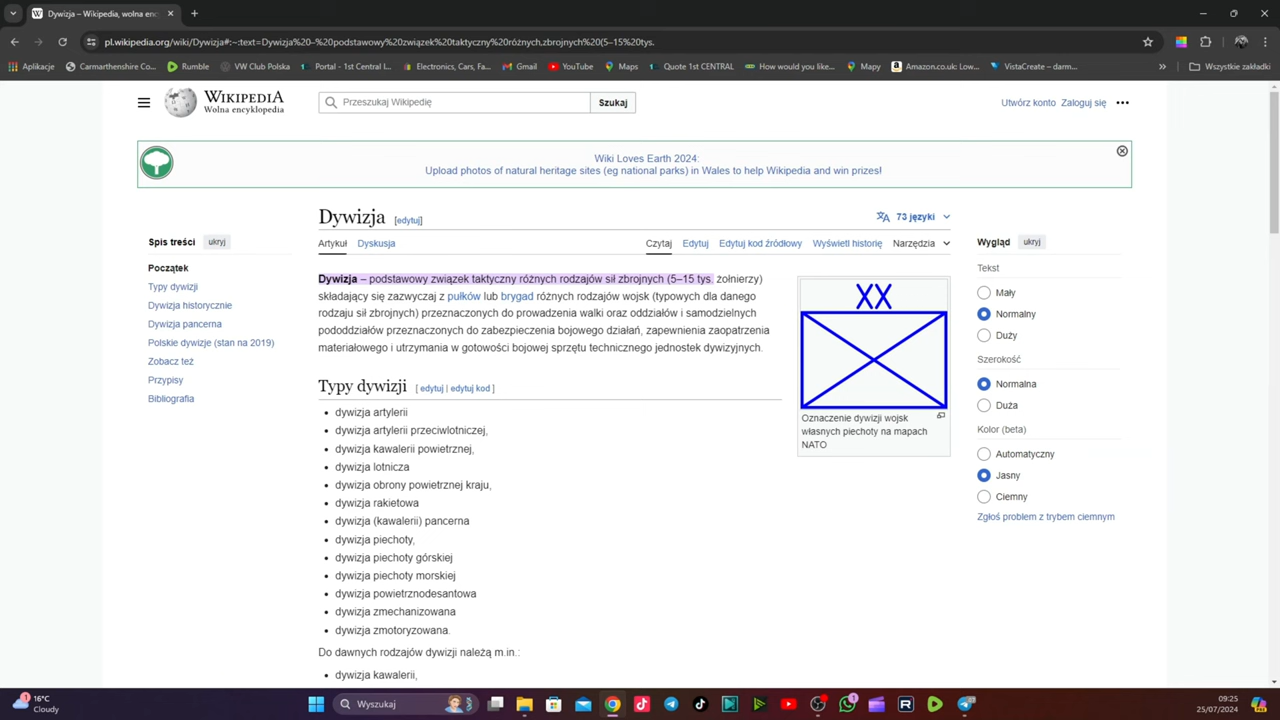 Dywizja – Wikipedia, wolna enc
pl.wikipedia.org/wiki/Dywizja#:~:text=Dywizja%20-%20podstawowy%20związek%20taktyczny%20różnych,zbrojnych%20(5–15%20tys.
Aplikacje
Carmarthenshire Co...
Rumble
VW Club Polska
Portal - 1st Central I...
Electronics, Cars, F...
Gmail
YouTube
Maps
Quote 1st CENTRAL
How would you like...
Mapy
Amazon.co.uk: Low...
VistaCreate – darm...
Wszystkie zakładki
WIKIPEDIA
Wolna encyklopedia
Przeszukaj Wikipedię
Szukaj
Utwórz konto Zaloguj się
Wiki Loves Earth 2024:
Upload photos of natural heritage sites (eg national parks) in Wales to help Wikipedia and win prizes!
Spis treści ukryj
Początek
Typy dywizji
Dywizja historycznie
Dywizja pancerna
Polskie dywizje (stan na 2019)
Zobacz też
Przypisy
Bibliografia
Dywizja [edytuj]
73 języki
Artykuł Dyskusja
Czytaj Edytuj Edytuj kod źródłowy Wyświetl historię Narzędzia
Dywizja – podstawowy związek taktyczny różnych rodzajów sił zbrojnych (5–15 tys. żołnierzy)
składający się zazwyczaj z pułków lub brygad różnych rodzajów wojsk (typowych dla danego
rodzaju sił zbrojnych) przeznaczonych do prowadzenia walki oraz oddziałów i samodzielnych
pododdziałów przeznaczonych do zabezpieczenia bojowego działań, zapewnienia zaopatrzenia
materiałowego i utrzymania w gotowości bojowej sprzętu technicznego jednostek dywizyjnych.
XX
Oznaczenie dywizji wojsk
własnych piechoty na mapach
NATO
Typy dywizji [ edytuj | edytuj kod ]
dywizja artylerii
dywizja artylerii przeciwlotniczej,
dywizja kawalerii powietrznej,
dywizja lotnicza
dywizja obrony powietrznej kraju,
dywizja rakietowa
dywizja (kawalerii) pancerna
dywizja piechoty,
dywizja piechoty górskiej
dywizja piechoty morskiej
dywizja powietrznodesantowa
dywizja zmechanizowana
dywizja zmotoryzowana.
Do dawnych rodzajów dywizji należą m.in.:
dywizja kawalerii,
Wygląd ukryj
Tekst
Mały
Normalny
Duży
Szerokość
Normalna
Duża
Kolor (beta)
Automatyczny
Jasny
Ciemny
Zgłoś problem z trybem ciemnym
1
16°C
Cloudy
Wyszukaj
1
09:25
25/07/2024